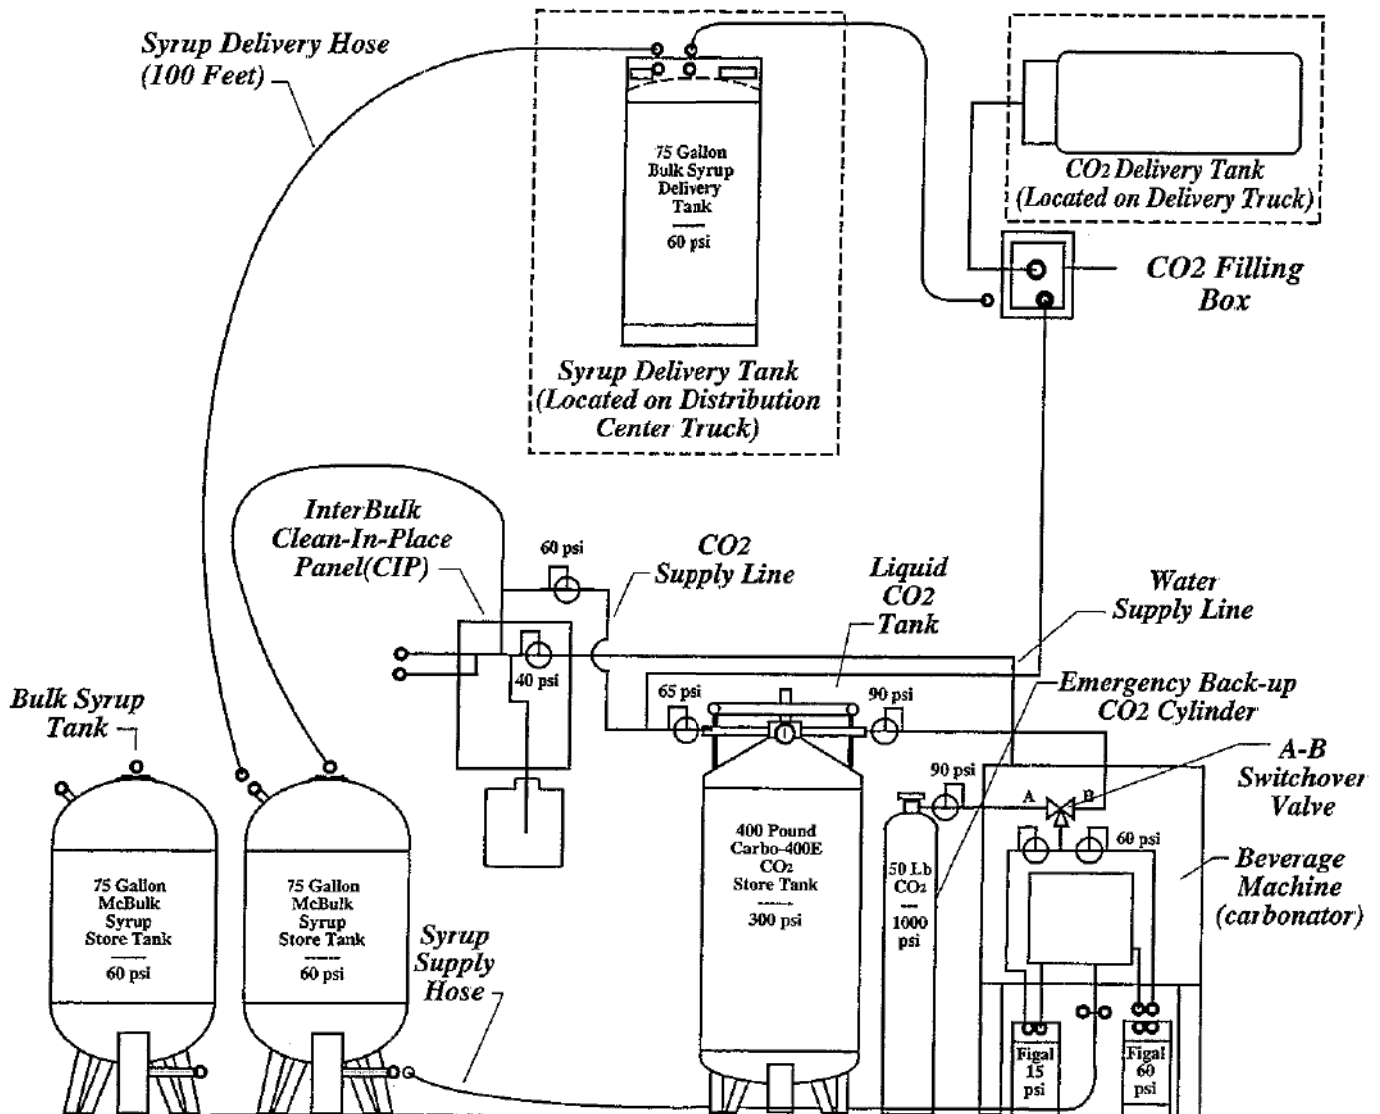 Syrup Delivery Hose
(100 Feet)
75 Gallon
Bulk Syrup
Delivery
Tank
60 psi
Syrup Delivery Tank
(Located on Distribution
Center Truck)
CO2 Delivery Tank
(Located on Delivery Truck)
CO2 Filling
Box
InterBulk
Clean-In-Place
Panel(CIP)
60 psi
CO2
Supply Line
Liquid
CO2
Tank
Water
Supply Line
40 psi
65 psi
90 psi
Emergency Back-up
CO2 Cylinder
Bulk Syrup
Tank
90 psi
A
B
A-B
Switchover
Valve
60 psi
Beverage
Machine
(carbonator)
75 Gallon
McBulk
Syrup
Store Tank
60 psi
75 Gallon
McBulk
Syrup
Store Tank
60 psi
Syrup
Supply
Hose
400 Pound
Carbo-400E
CO2
Store Tank
300 psi
50 Lb
CO2
1000
psi
Figal
15
psi
Figal
60
psi